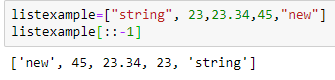 listexample=["string", 23,23.34,45,"new"]
listexample[::-1]
['new', 45, 23.34, 23, 'string']